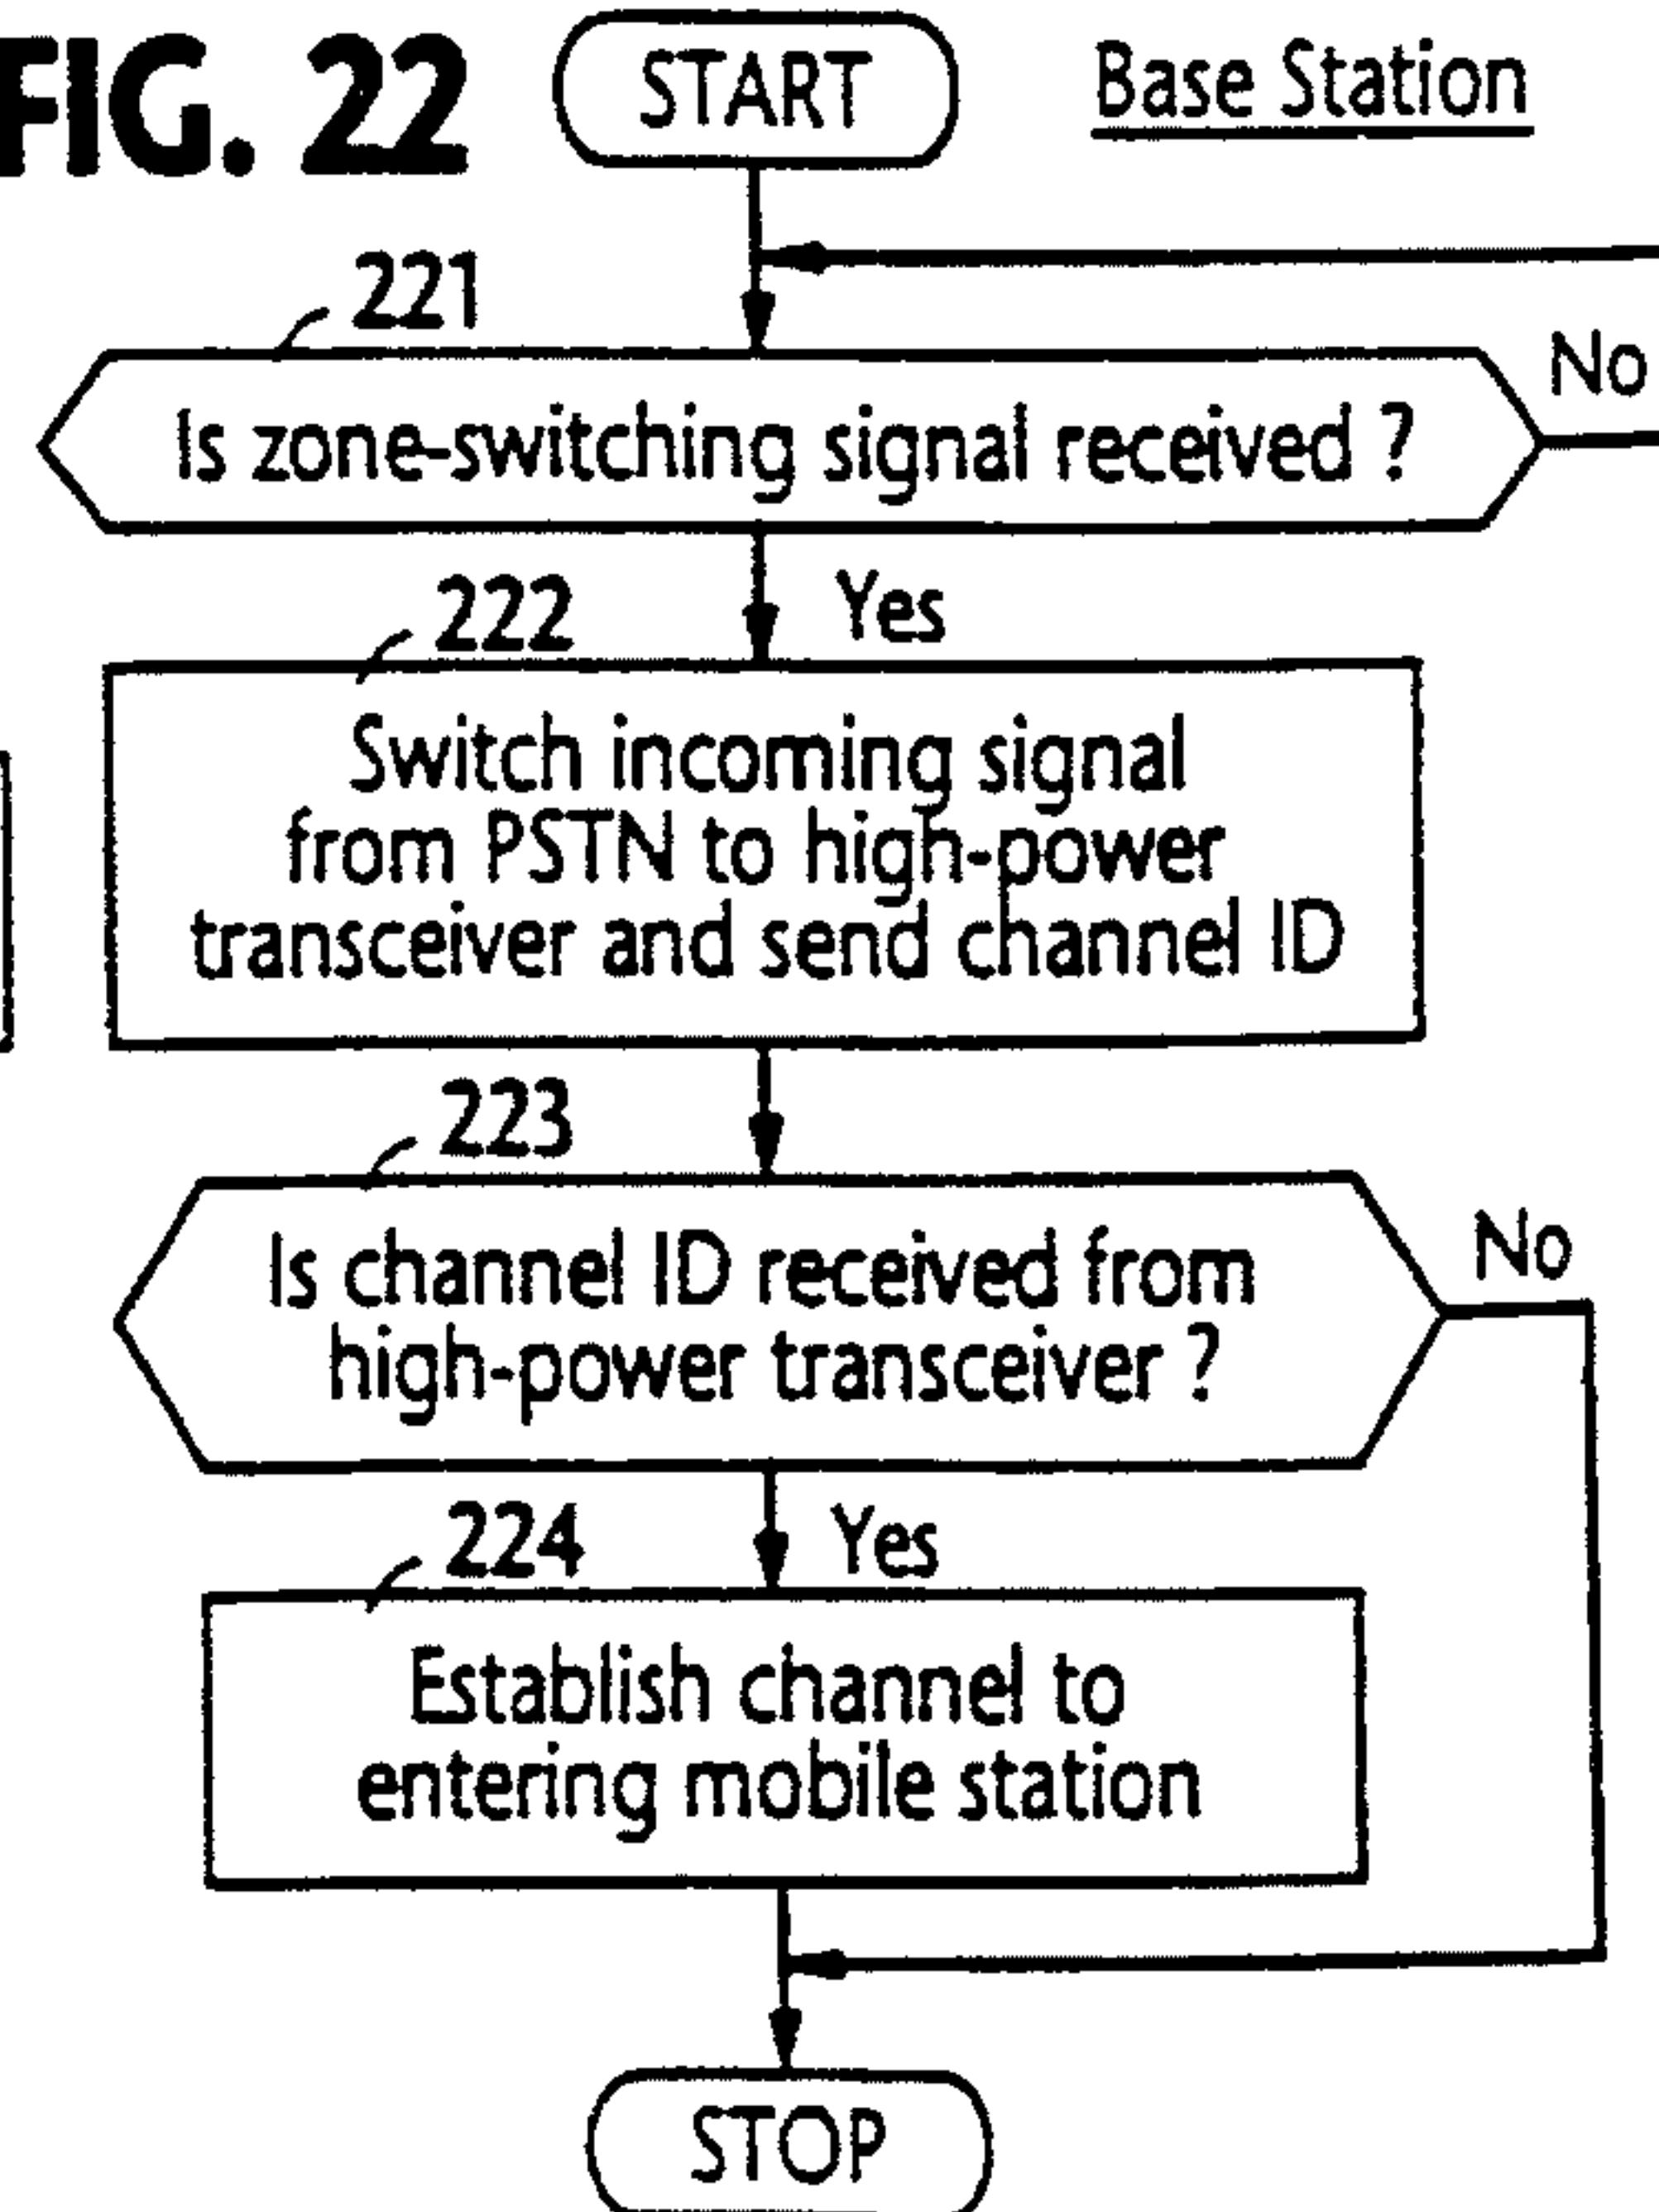 FIG. 22
START
Base Station
221
No
Is zone-switching signal received ?
222
Yes
Switch incoming signal
from PSTN to high-power
transceiver and send channel ID
223
No
Is channel ID received from
high-power transceiver ?
224
Yes
Establish channel to
entering mobile station
STOP